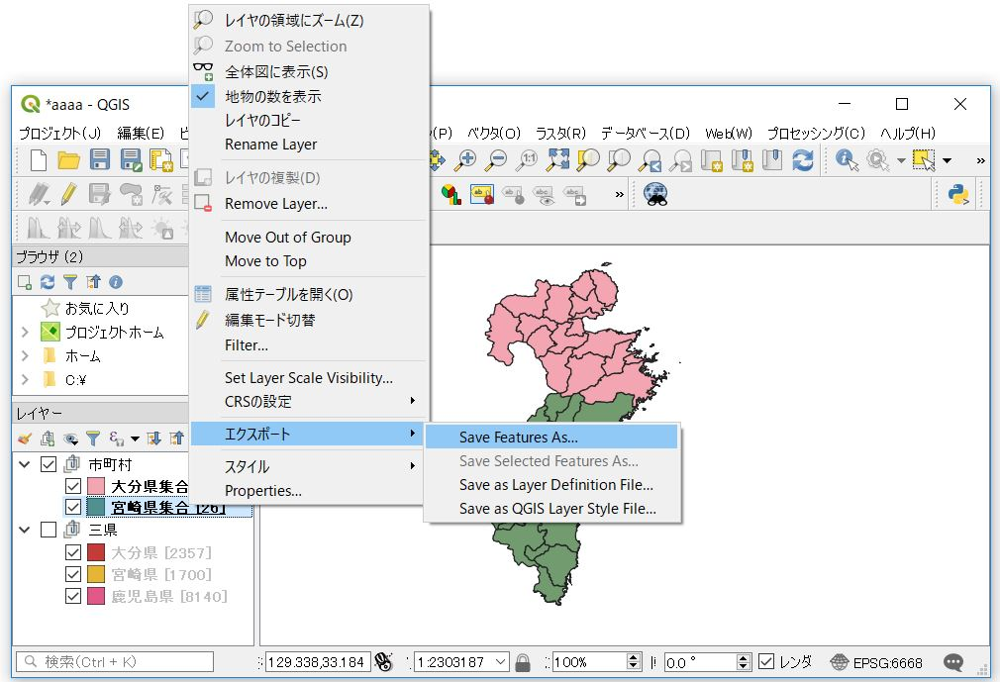 レイヤの領域にズーム(Z)
Zoom to Selection
全体図に表示(S)
地物の数を表示
レイヤのコピー
Rename Layer
レイヤの複製(D)
Remove Layer...
Move Out of Group
Move to Top
属性テーブルを開く(O)
編集モード切替
Filter...
Set Layer Scale Visibility...
CRSの設定
エクスポート
スタイル
Properties...
Save Features As...
Save Selected Features As...
Save as Layer Definition File...
Save as QGIS Layer Style File...
*aaaa - QGIS
プロジェクト(J) 編集(E) (P) ベクタ(O) ラスタ(R) データベース(D) Web(W) プロセッシング(C) ヘルプ(H)
ブラウザ (2)
お気に入り
プロジェクトホーム
ホーム
C:¥
レイヤー
市町村
大分県集合
宮崎県集合 [26]
三県
大分県 [2357]
宮崎県 [1700]
鹿児島県 [8140]
検索(Ctrl + K) 129.338,33.184 1:2303187 100% 0.0 ° レンダ EPSG:6668